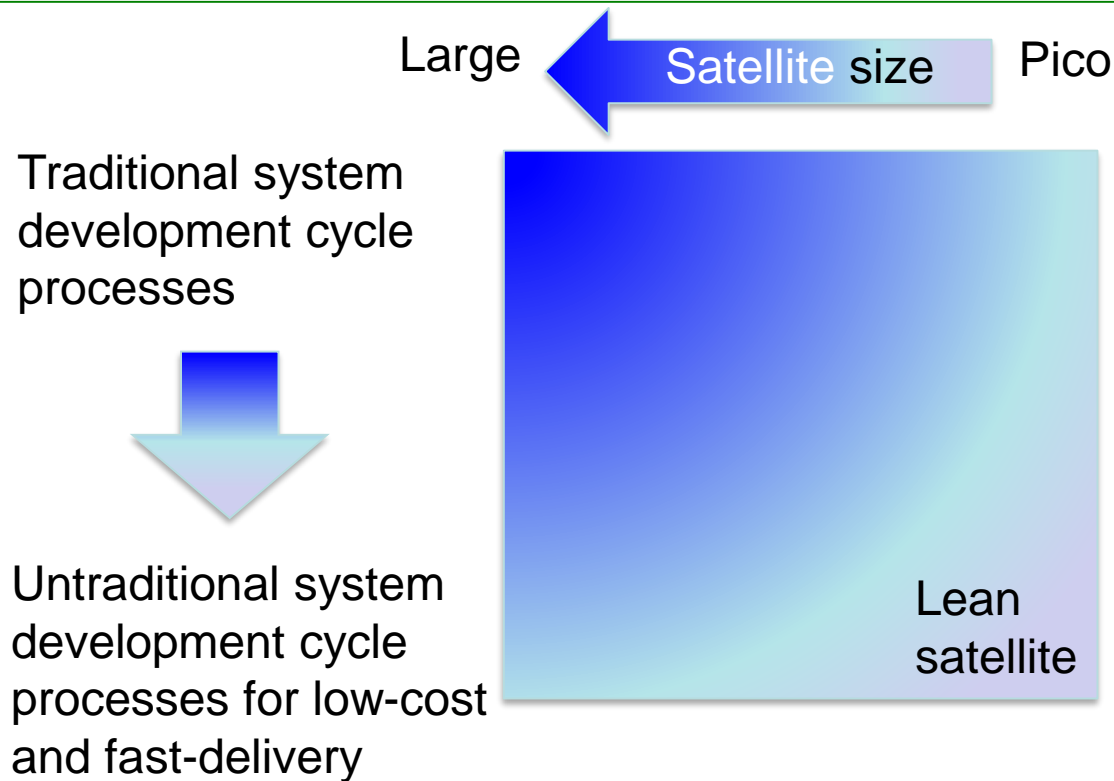 Large
Satellite size
Pico
Traditional system
development cycle
processes
Untraditional system
development cycle
processes for low-cost
and fast-delivery
Lean
satellite